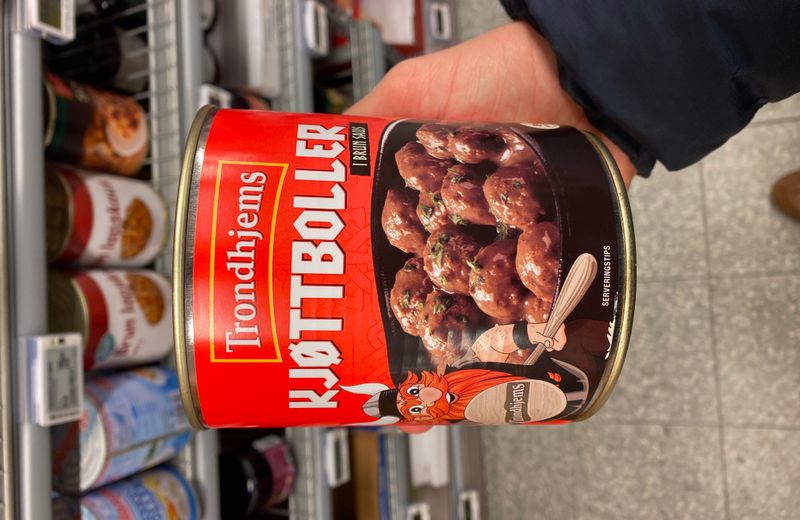 Trondhjems
KJØTTBOLLER
I BRUN SAUS
SERVERINGSTIPS
Trondhjems